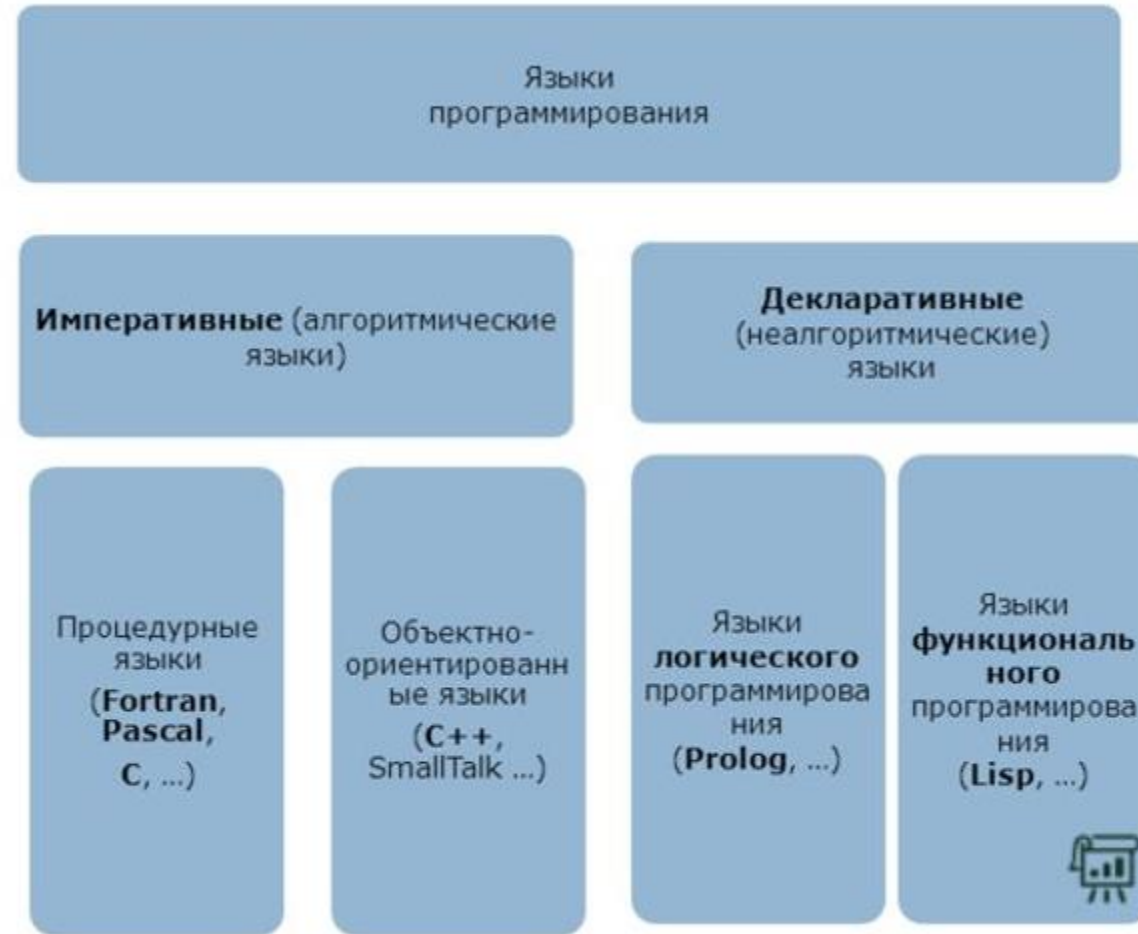 Языки
программирования
Императивные (алгоритмические
языки)
Декларативные
(неалгоритмические)
языки
Процедурные
языки
(Fortran,
Pascal,
C, ...)
Объектно-
ориентированн
ые языки
(C++,
SmallTalk ...)
Языки
логического
программирова
ния
(Prolog, ...)
Языки
функциональ
ного
программирова
ния
(Lisp, ...)